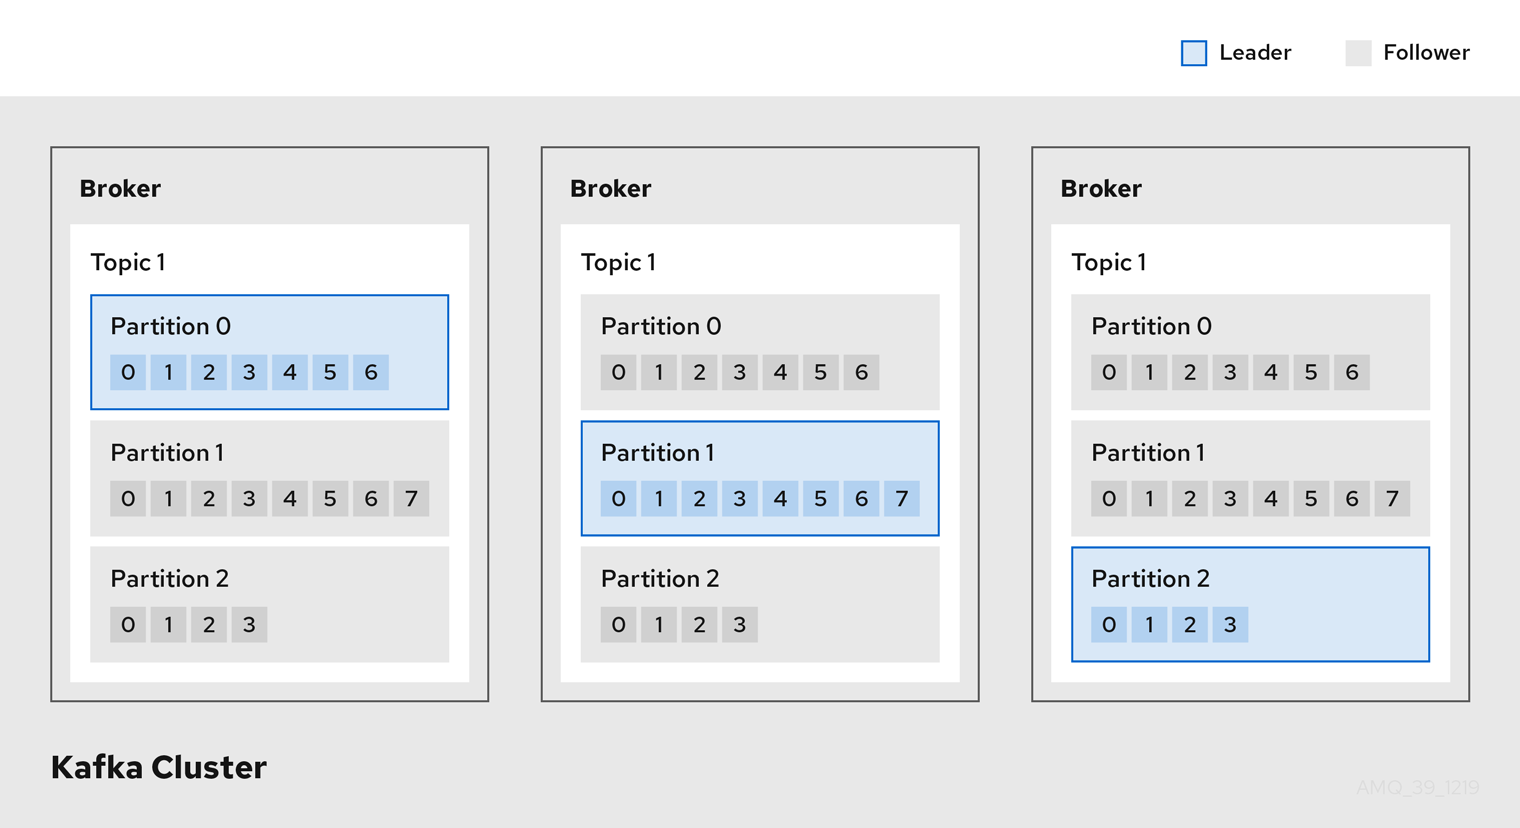 Leader
Follower
Broker
Topic 1
Partition 0
0 1 2 3 4 5 6
Partition 1
0 1 2 3 4 5 6 7
Partition 2
0 1 2 3
Broker
Topic 1
Partition 0
0 1 2 3 4 5 6
Partition 1
0 1 2 3 4 5 6 7
Partition 2
0 1 2 3
Broker
Topic 1
Partition 0
0 1 2 3 4 5 6
Partition 1
0 1 2 3 4 5 6 7
Partition 2
0 1 2 3
Kafka Cluster
AMQ_39_1219